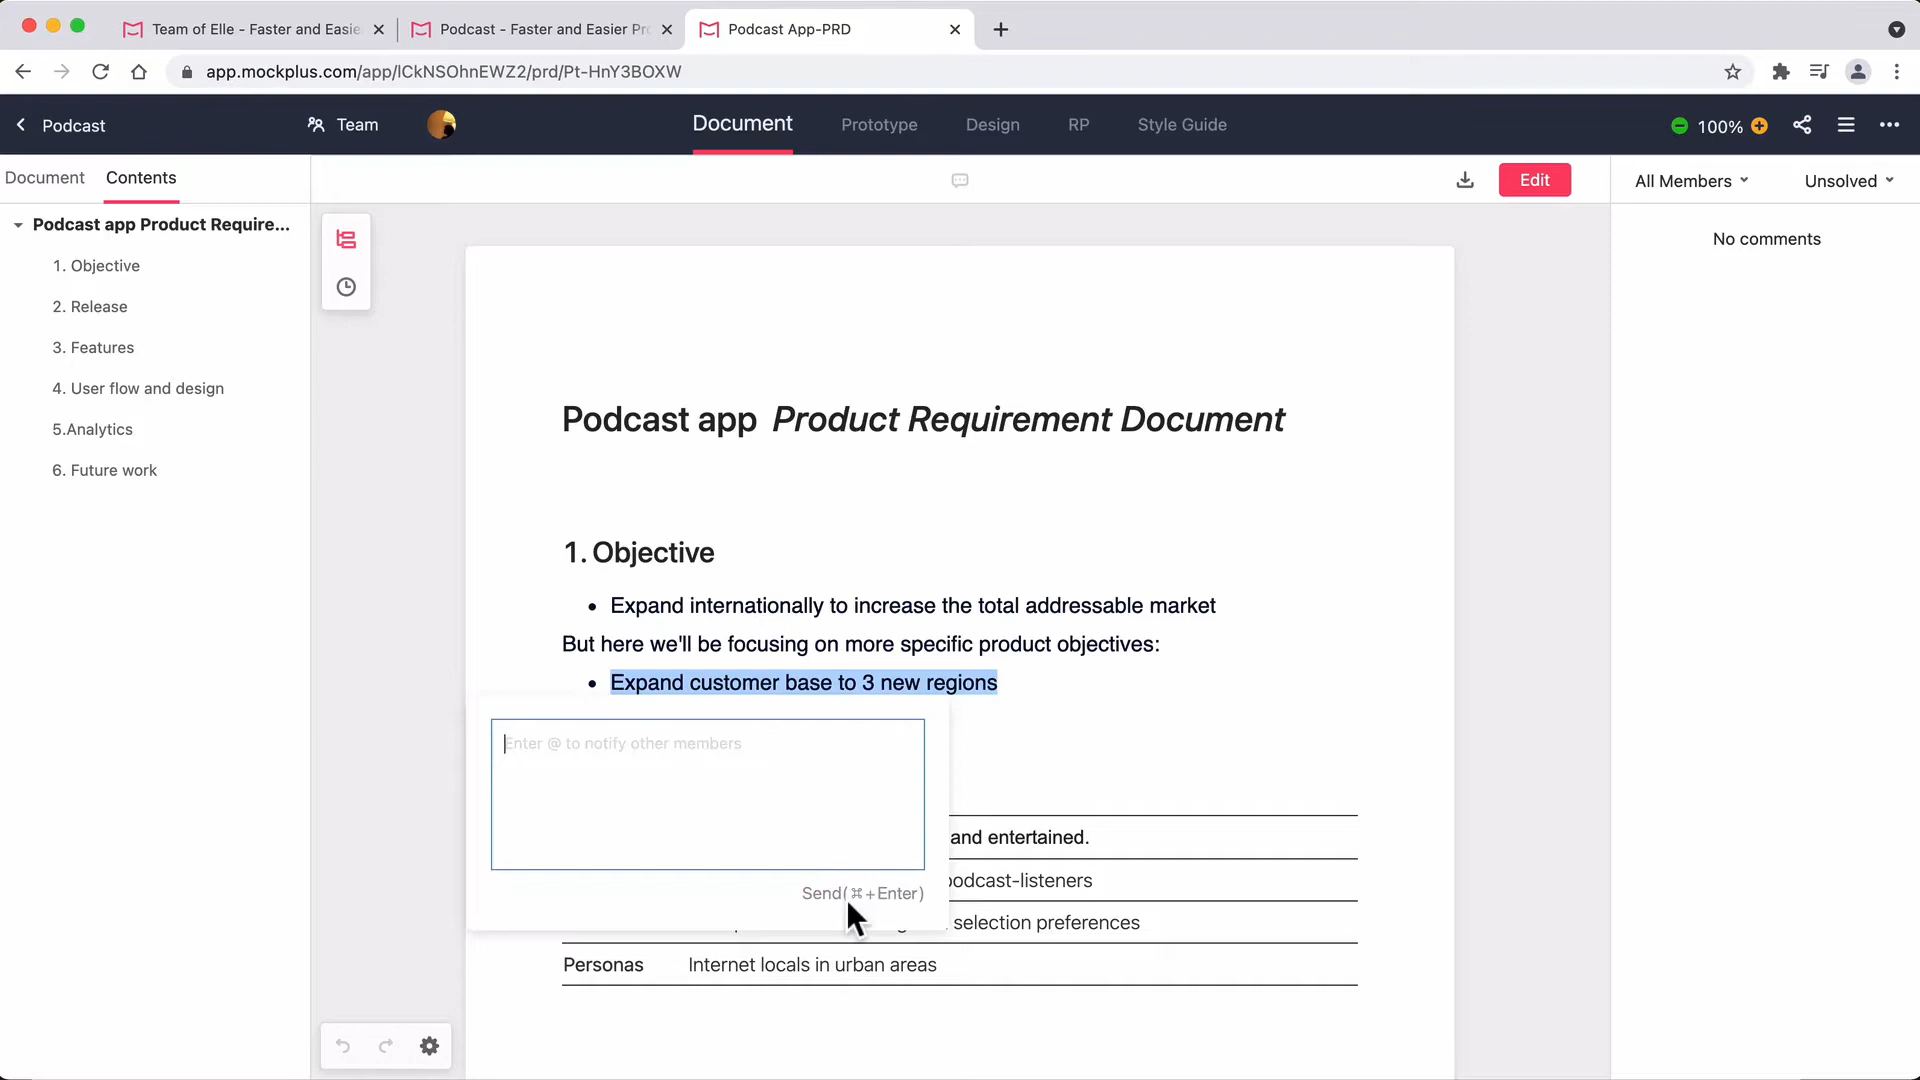 Team of Elle - Faster and Easie
Podcast - Faster and Easier Pr
Podcast App-PRD
app.mockplus.com/app/lCkNSOhnEWZ2/prd/Pt-HnY3BOXW
Podcast
Team
Document
Prototype
Design
RP
Style Guide
100%
Document
Contents
Edit
All Members
Unsolved
Podcast app Product Require...
1. Objective
2. Release
3. Features
4. User flow and design
5.Analytics
6. Future work
No comments
Podcast app Product Requirement Document
1. Objective
• Expand internationally to increase the total addressable market
But here we'll be focusing on more specific product objectives:
• Expand customer base to 3 new regions
Enter @ to notify other members
Send(⌘+Enter)
and entertained.
podcast-listeners
selection preferences
Personas Internet locals in urban areas